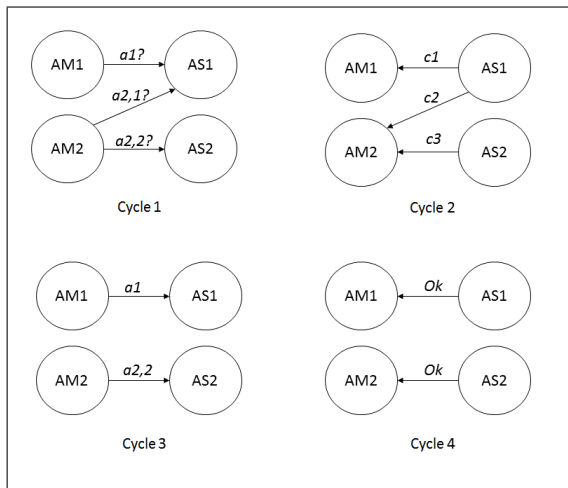 AM1 a1? AS1
a2,1?
AM2 a2,2? AS2
Cycle 1
AM1 c1 AS1
c2
AM2 c3 AS2
Cycle 2
AM1 a1 AS1
AM2 a2,2 AS2
Cycle 3
AM1 Ok AS1
AM2 Ok AS2
Cycle 4